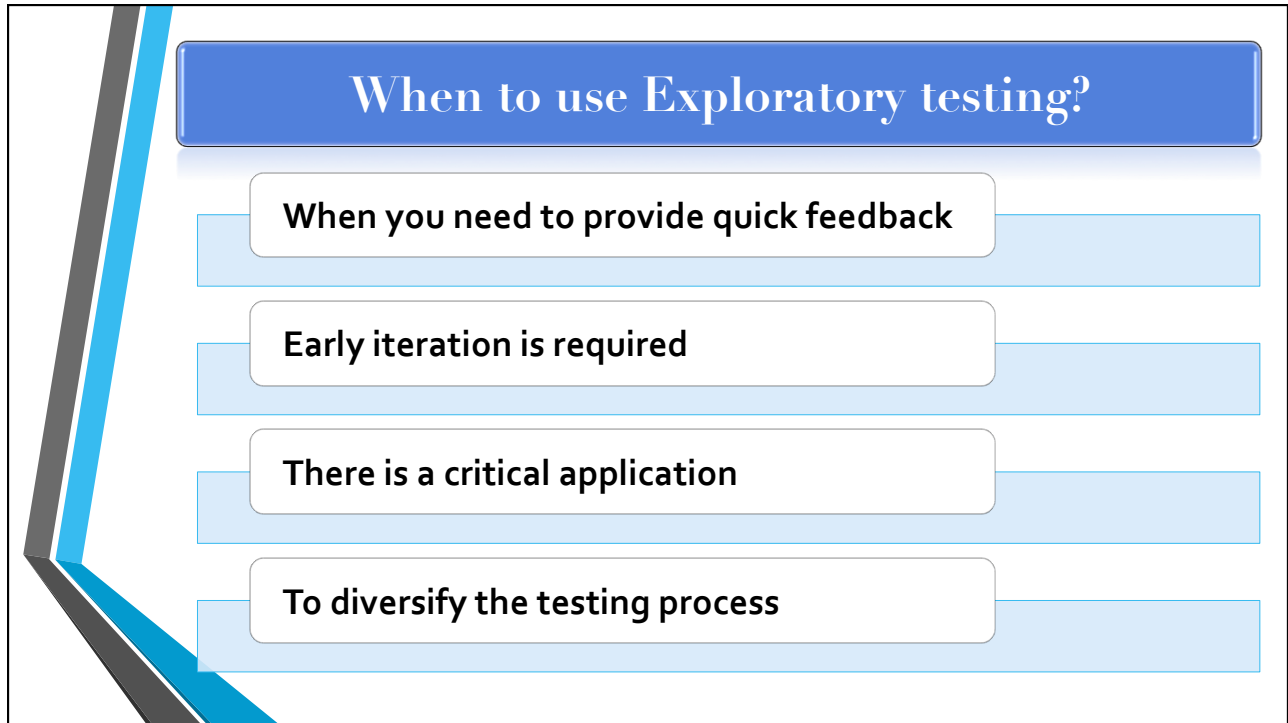 When to use Exploratory testing?
When you need to provide quick feedback
Early iteration is required
There is a critical application
To diversify the testing process